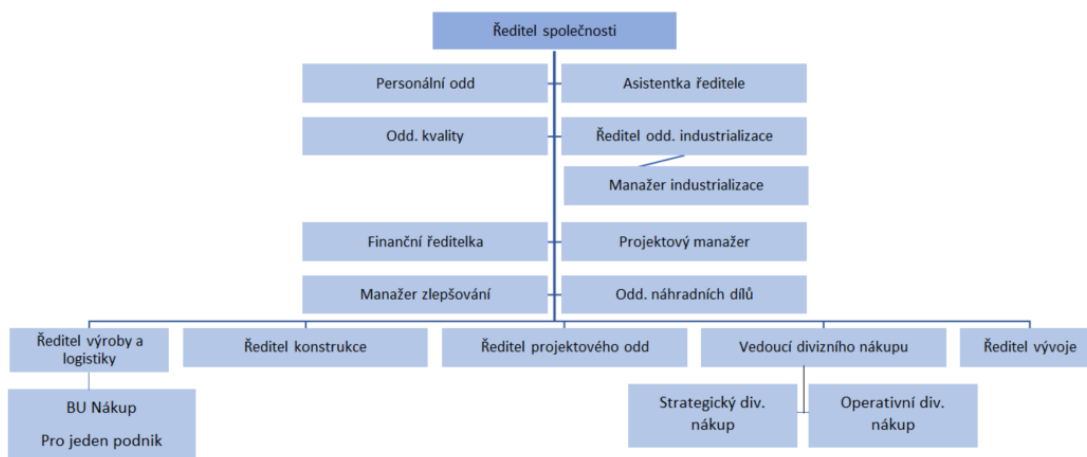 Ředitel společnosti
Personální odd
Asistentka ředitele
Odd. kvality
Ředitel odd. industrializace
Manažer industrializace
Finanční ředitelka
Projektový manažer
Manažer zlepšování
Odd. náhradních dílů
Ředitel výroby a
logistiky
Ředitel konstrukce
Ředitel projektového odd
Vedoucí divizního nákupu
Ředitel vývoje
BU Nákup
Pro jeden podnik
Strategický div.
nákup
Operativní div.
nákup